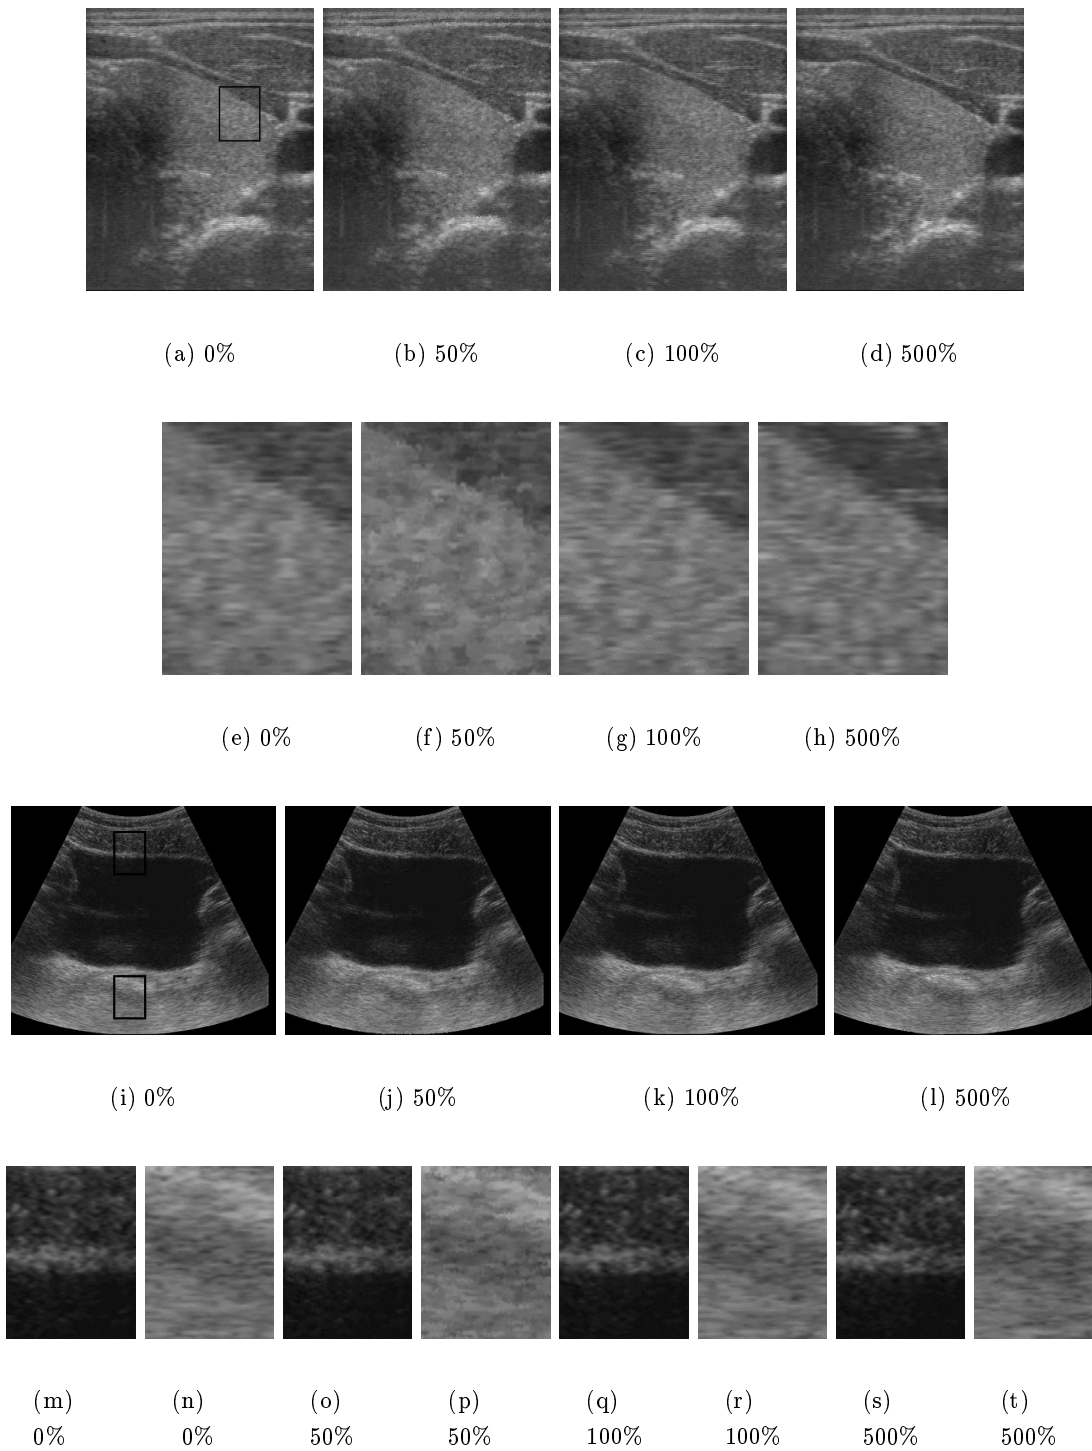 (a) 0% (b) 50% (c) 100% (d) 500%
(e) 0% (f) 50% (g) 100% (h) 500%
(i) 0% (j) 50% (k) 100% (l) 500%
(m) (n) (o) (p) (q) (r) (s) (t)
0% 0% 50% 50% 100% 100% 500% 500%